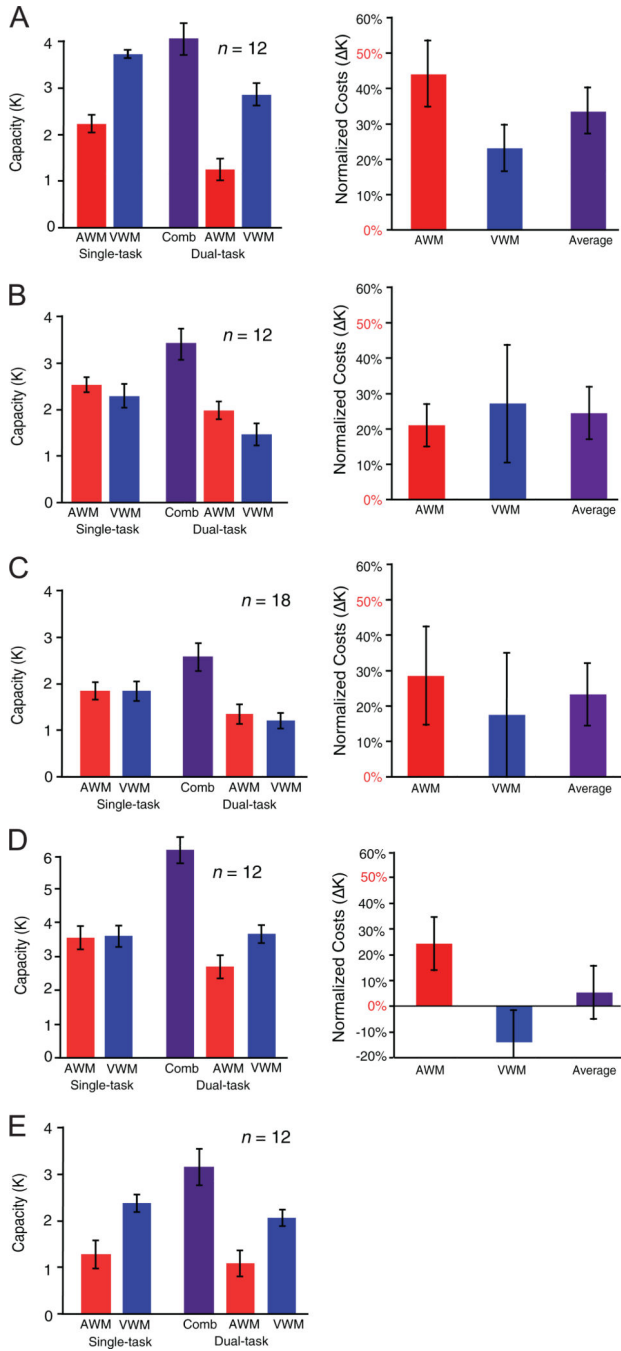 A
Capacity (K)
4
3
2
1
0
n = 12
AWM VWM Comb AWM VWM
Single-task Dual-task
Normalized Costs (ΔK)
60%
50%
40%
30%
20%
10%
0%
AWM VWM Average
B
Capacity (K)
4
3
2
1
0
n = 12
AWM VWM Comb AWM VWM
Single-task Dual-task
Normalized Costs (ΔK)
60%
50%
40%
30%
20%
10%
0%
AWM VWM Average
C
Capacity (K)
4
3
2
1
0
n = 18
AWM VWM Comb AWM VWM
Single-task Dual-task
Normalized Costs (ΔK)
60%
50%
40%
30%
20%
10%
0%
AWM VWM Average
D
Capacity (K)
6
5
4
3
2
1
0
n = 12
AWM VWM Comb AWM VWM
Single-task Dual-task
Normalized Costs (ΔK)
60%
50%
40%
30%
20%
10%
0%
-10%
-20%
AWM VWM Average
E
Capacity (K)
4
3
2
1
0
n = 12
AWM VWM Comb AWM VWM
Single-task Dual-task